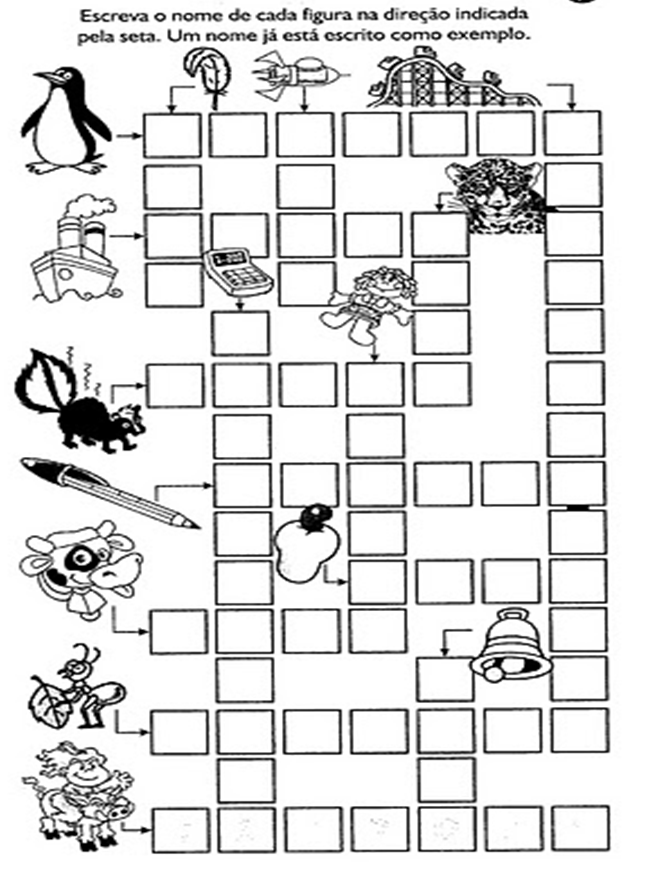 Escreva o nome de cada figura na direção indicada
pela seta. Um nome já está escrito como exemplo.